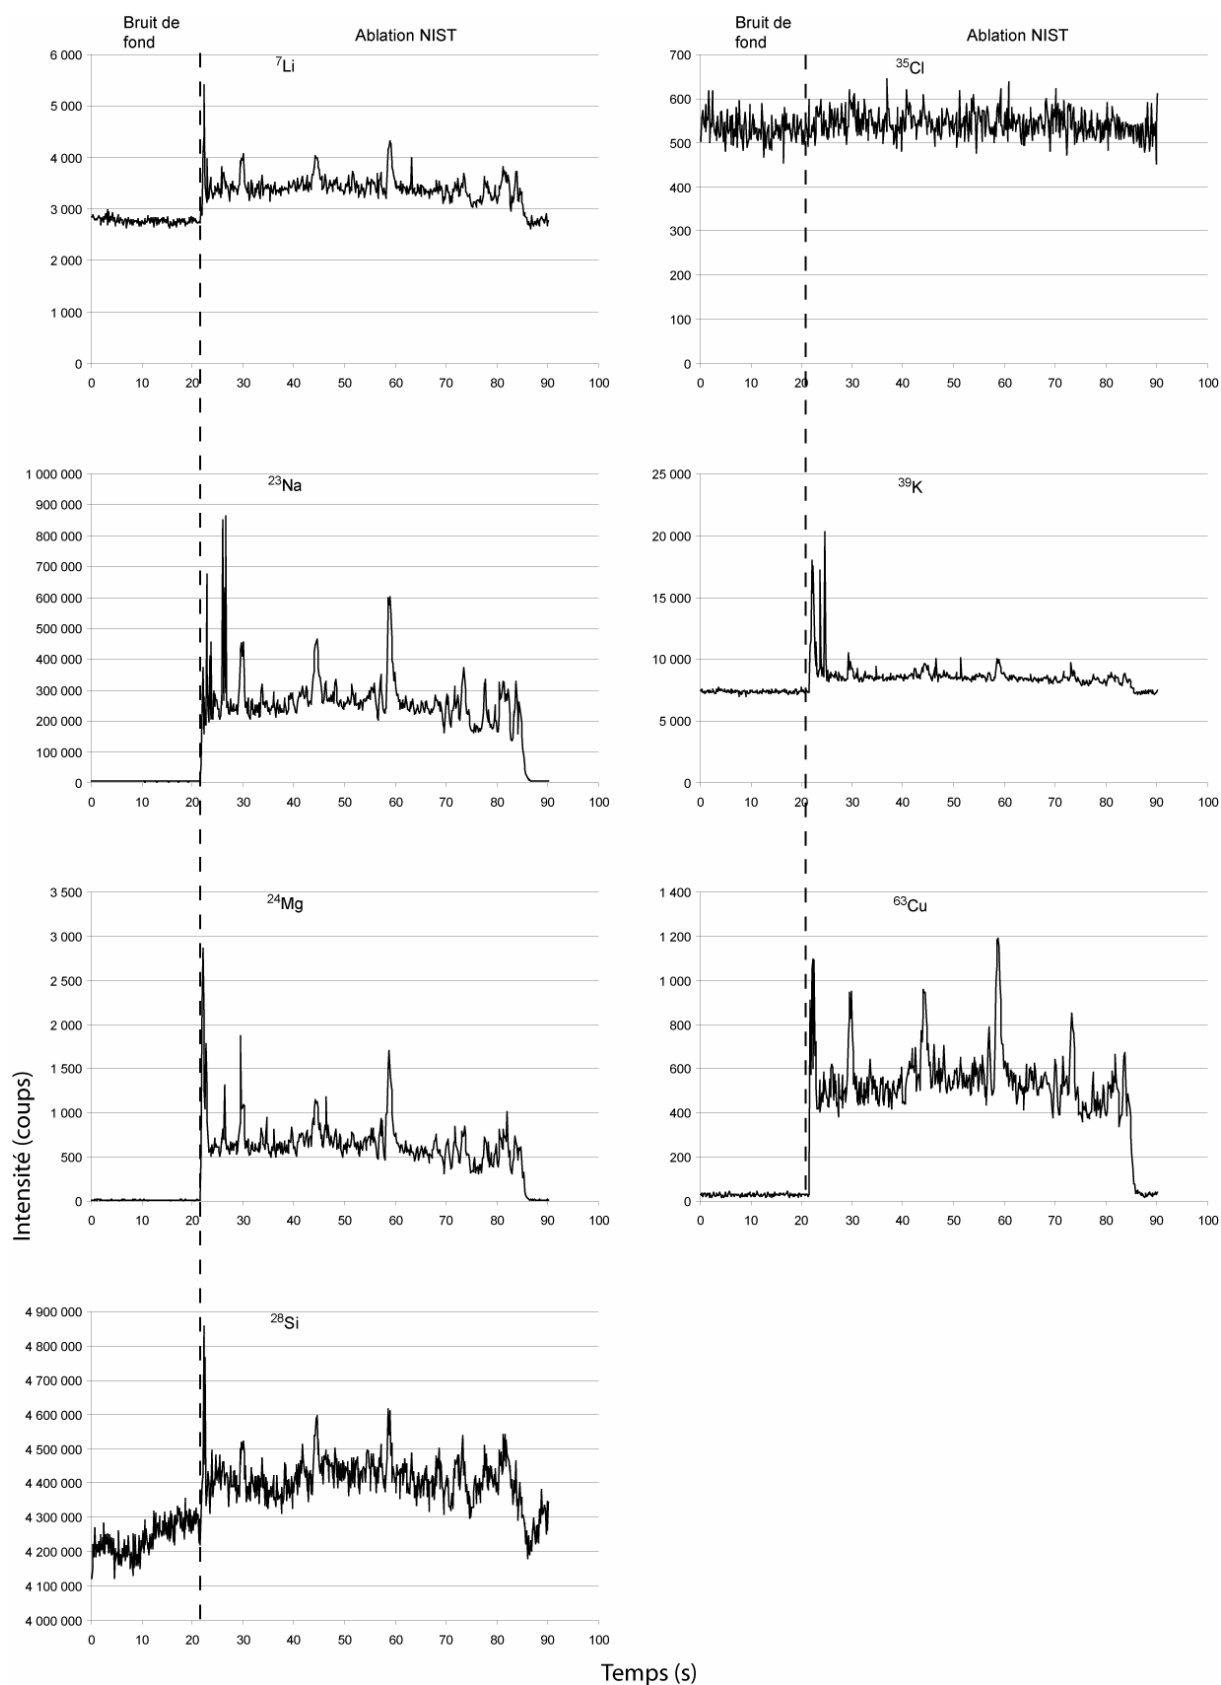 Bruit de
fond
Ablation NIST
Bruit de
fond
Ablation NIST
⁷Li
6 000
5 000
4 000
3 000
2 000
1 000
0
0 10 20 30 40 50 60 70 80 90 100
³⁵Cl
700
600
500
400
300
200
100
0
0 10 20 30 40 50 60 70 80 90 100
²³Na
1 000 000
900 000
800 000
700 000
600 000
500 000
400 000
300 000
200 000
100 000
0
0 10 20 30 40 50 60 70 80 90 100
³⁹K
25 000
20 000
15 000
10 000
5 000
0
0 10 20 30 40 50 60 70 80 90 100
²⁴Mg
3 500
3 000
2 500
2 000
1 500
1 000
500
0
0 10 20 30 40 50 60 70 80 90 100
⁶³Cu
1 400
1 200
1 000
800
600
400
200
0
0 10 20 30 40 50 60 70 80 90 100
Intensité (coups)
²⁸Si
4 900 000
4 800 000
4 700 000
4 600 000
4 500 000
4 400 000
4 300 000
4 200 000
4 100 000
4 000 000
0 10 20 30 40 50 60 70 80 90 100
Temps (s)